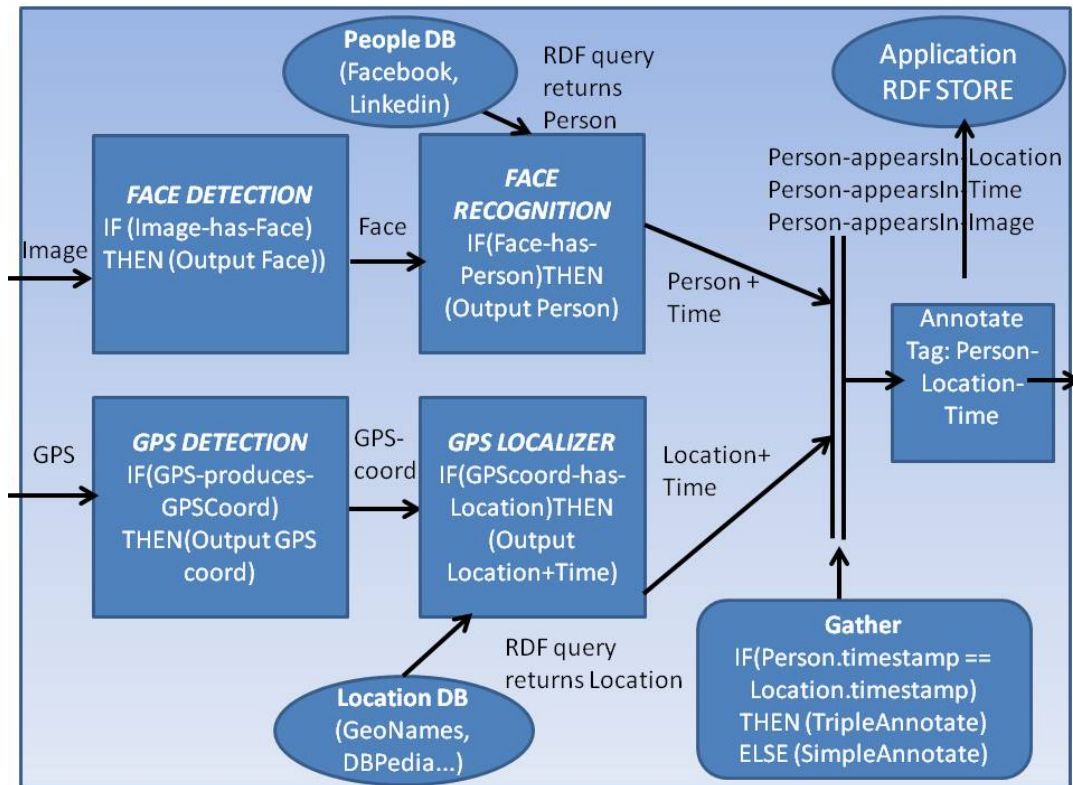 People DB
(Facebook,
Linkedin)
RDF query
returns
Person
Application
RDF STORE
Person-appearsIn-Location
Person-appearsIn-Time
Person-appearsIn-Image
Image
FACE DETECTION
IF (Image-has-Face)
THEN (Output Face))
Face
FACE
RECOGNITION
IF(Face-has-
Person)THEN
(Output Person)
Person +
Time
Annotate
Tag: Person-
Location-
Time
GPS
GPS DETECTION
IF(GPS-produces-
GPSCoord)
THEN(Output GPS
coord)
GPS-
coord
GPS LOCALIZER
IF(GPScoord-has-
Location)THEN
(Output
Location+Time)
Location+
Time
Location DB
(GeoNames,
DBPedia...)
RDF query
returns Location
Gather
IF(Person.timestamp ==
Location.timestamp)
THEN (TripleAnnotate)
ELSE (SimpleAnnotate)